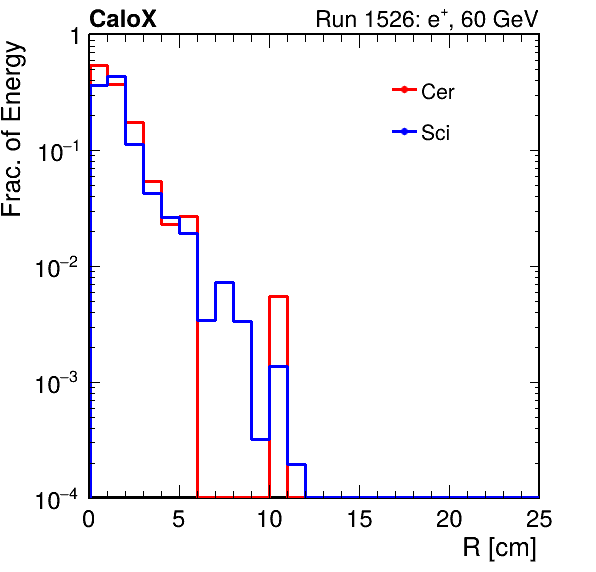 CaloX Run 1526: e⁺, 60 GeV
Frac. of Energy
1
10⁻¹
10⁻²
10⁻³
10⁻⁴
Cer
Sci
0 5 10 15 20 25
R [cm]